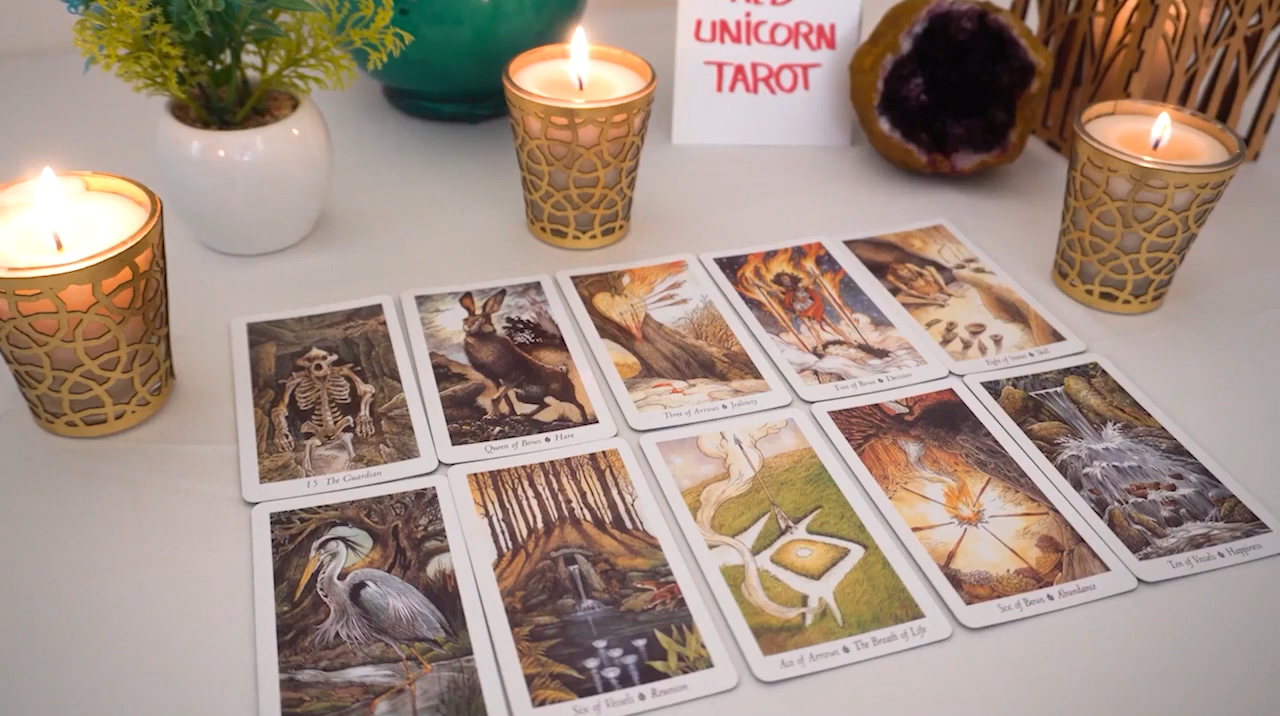 UNICORN
TAROT
15 The Guardian
Queen of Bows Hare
Three of Arrows Jealousy
Two of Bows Decision
Eight of Stones Skill
Six of Vessels Reunion
Ace of Arrows The Breath of Life
Six of Bows Abundance
Ten of Vessels Happiness